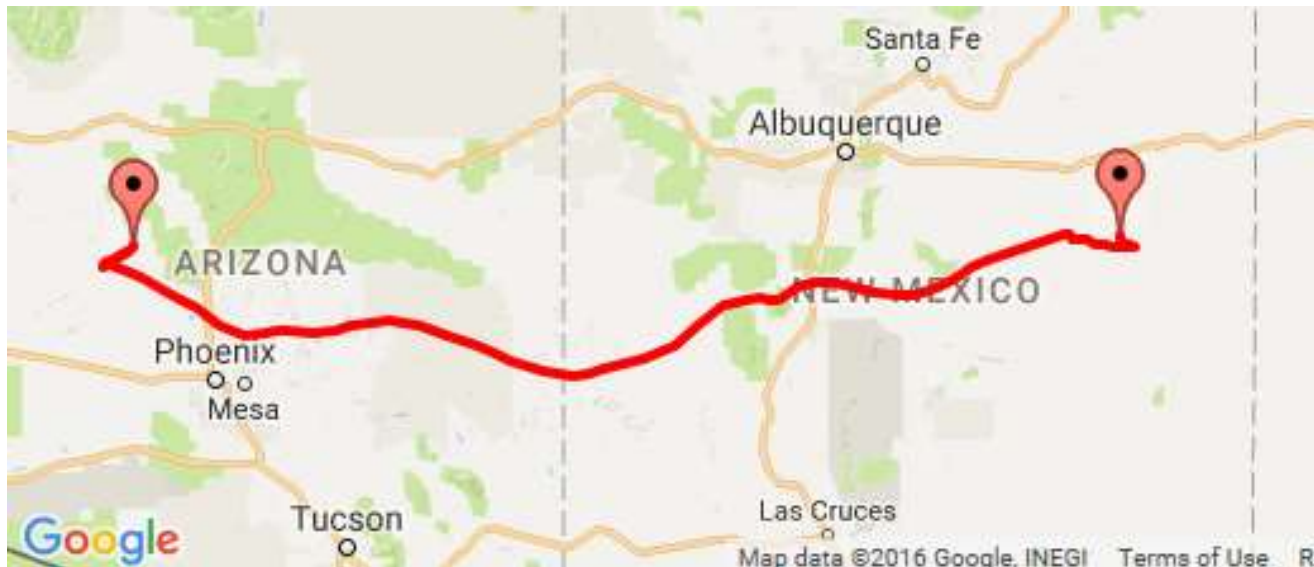 Santa Fe
Albuquerque
ARIZONA
NEW MEXICO
Phoenix
Mesa
Las Cruces
Tucson
Google
Map data ©2016 Google, INEGI Terms of Use R